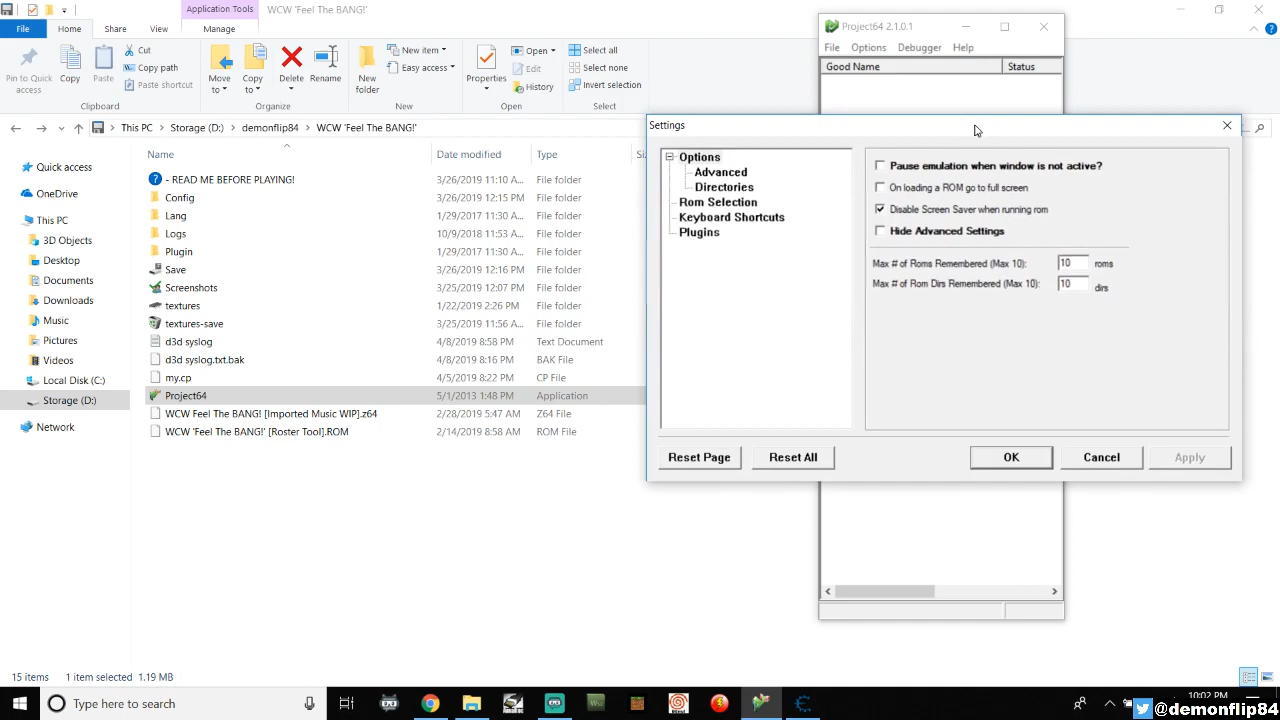 Application Tools
WCW 'Feel The BANG!'
File
Home
Share
View
Manage
Pin to Quick access
Copy
Paste
Cut
Copy path
Paste shortcut
Clipboard
Move to
Copy to
Delete
Rename
Organize
New folder
New item
Easy access
New
Properties
Open
Edit
History
Open
Select all
Select none
Invert selection
Select
This PC
Storage (D:)
demonflip84
WCW 'Feel The BANG!'
Name
Date modified
Type
Quick access
OneDrive
This PC
3D Objects
Desktop
Documents
Downloads
Music
Pictures
Videos
Local Disk (C:)
Storage (D:)
Network
- READ ME BEFORE PLAYING! 3/26/2019 11:10 A... File folder
Config 3/26/2019 12:15 PM File folder
Lang 1/29/2017 11:30 A... File folder
Logs 10/9/2018 11:53 A... File folder
Plugin 1/29/2017 11:30 A... File folder
Save 3/26/2019 12:16 PM File folder
Screenshots 3/26/2019 12:07 PM File folder
textures 1/22/2019 2:26 PM File folder
textures-save 3/25/2019 11:56 A... File folder
d3d syslog 4/8/2019 8:58 PM Text Document
d3d syslog.txt.bak 4/8/2019 8:16 PM BAK File
my.cp 4/5/2019 8:22 PM CP File
Project64 5/1/2013 1:48 PM Application
WCW Feel The BANG! [Imported Music WIP].z64 2/28/2019 5:47 AM Z64 File
WCW 'Feel The BANG!' [Roster Tool].ROM 2/14/2019 8:58 AM ROM File
Project64 2.1.0.1
File Options Debugger Help
Good Name Status
Settings
Options
Advanced
Directories
Rom Selection
Keyboard Shortcuts
Plugins
Pause emulation when window is not active?
On loading a ROM go to full screen
Disable Screen Saver when running rom
Hide Advanced Settings
Max # of Roms Remembered (Max 10): 10 roms
Max # of Rom Dirs Remembered (Max 10): 10 dirs
Reset Page
Reset All
OK
Cancel
Apply
15 items 1 item selected 1.19 MB
Type here to search
10:02 PM
@demonflip84